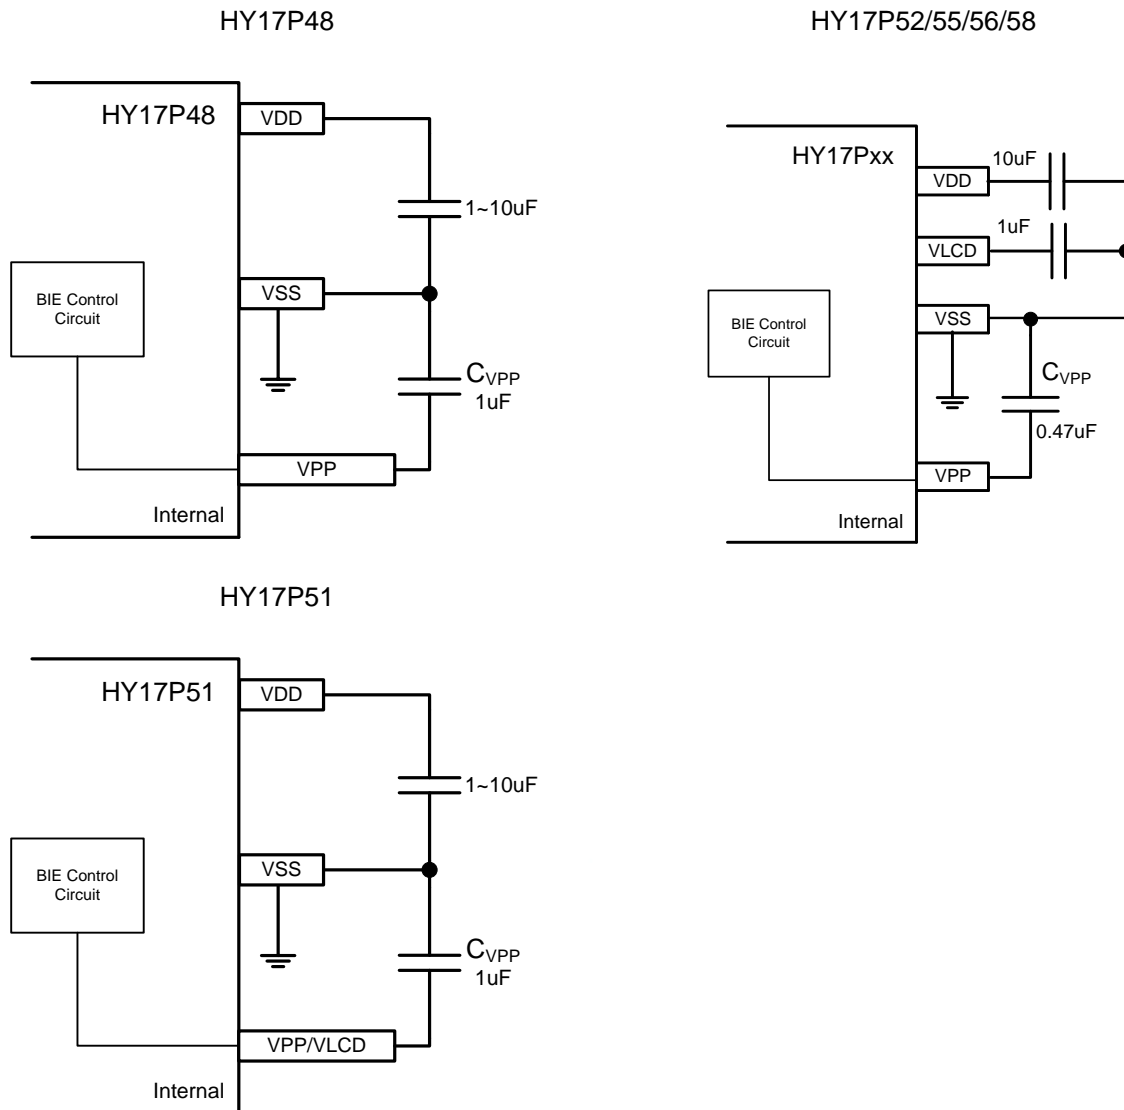 HY17P48
HY17P48
VDD
1~10uF
BIE Control
Circuit
VSS
CVPP
1uF
VPP
Internal
HY17P52/55/56/58
HY17Pxx
10uF
VDD
1uF
VLCD
BIE Control
Circuit
VSS
CVPP
0.47uF
VPP
Internal
HY17P51
HY17P51
VDD
1~10uF
BIE Control
Circuit
VSS
CVPP
1uF
VPP/VLCD
Internal